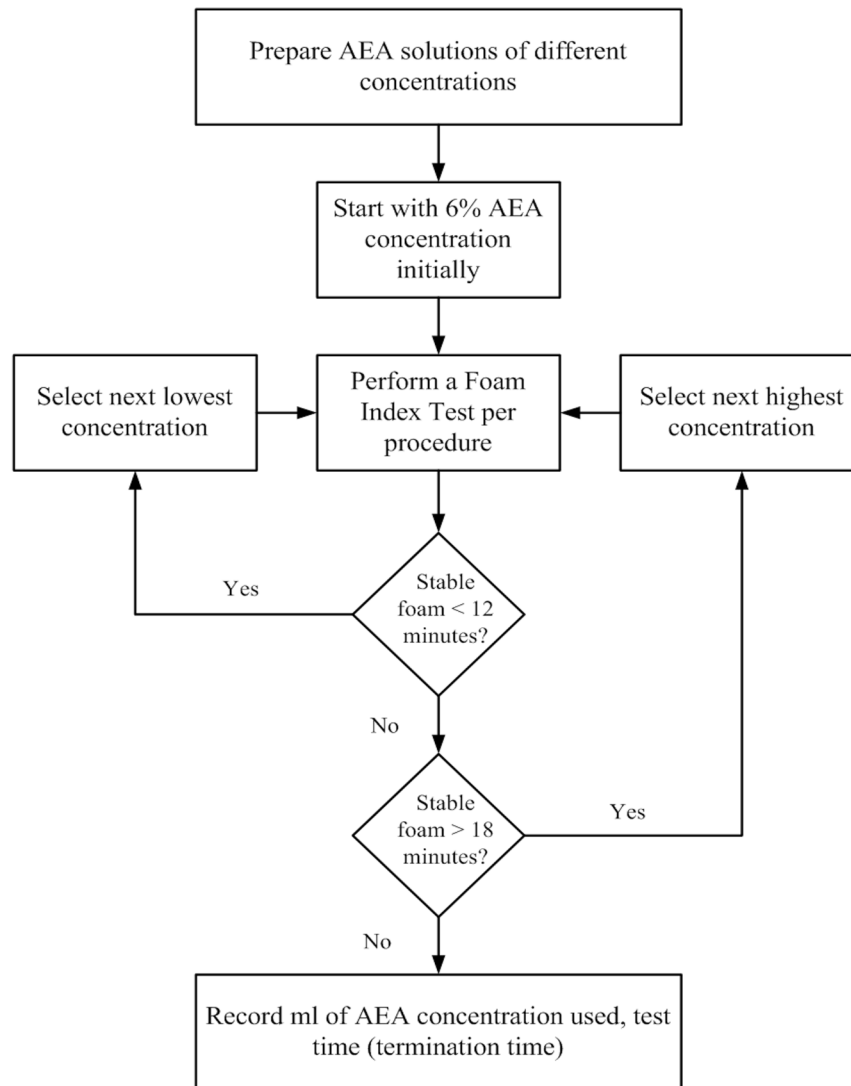 Prepare AEA solutions of different
concentrations
Start with 6% AEA
concentration
initially
Select next lowest
concentration
Perform a Foam
Index Test per
procedure
Select next highest
concentration
Yes
Stable
foam < 12
minutes?
No
Stable
foam > 18
minutes?
Yes
No
Record ml of AEA concentration used, test
time (termination time)